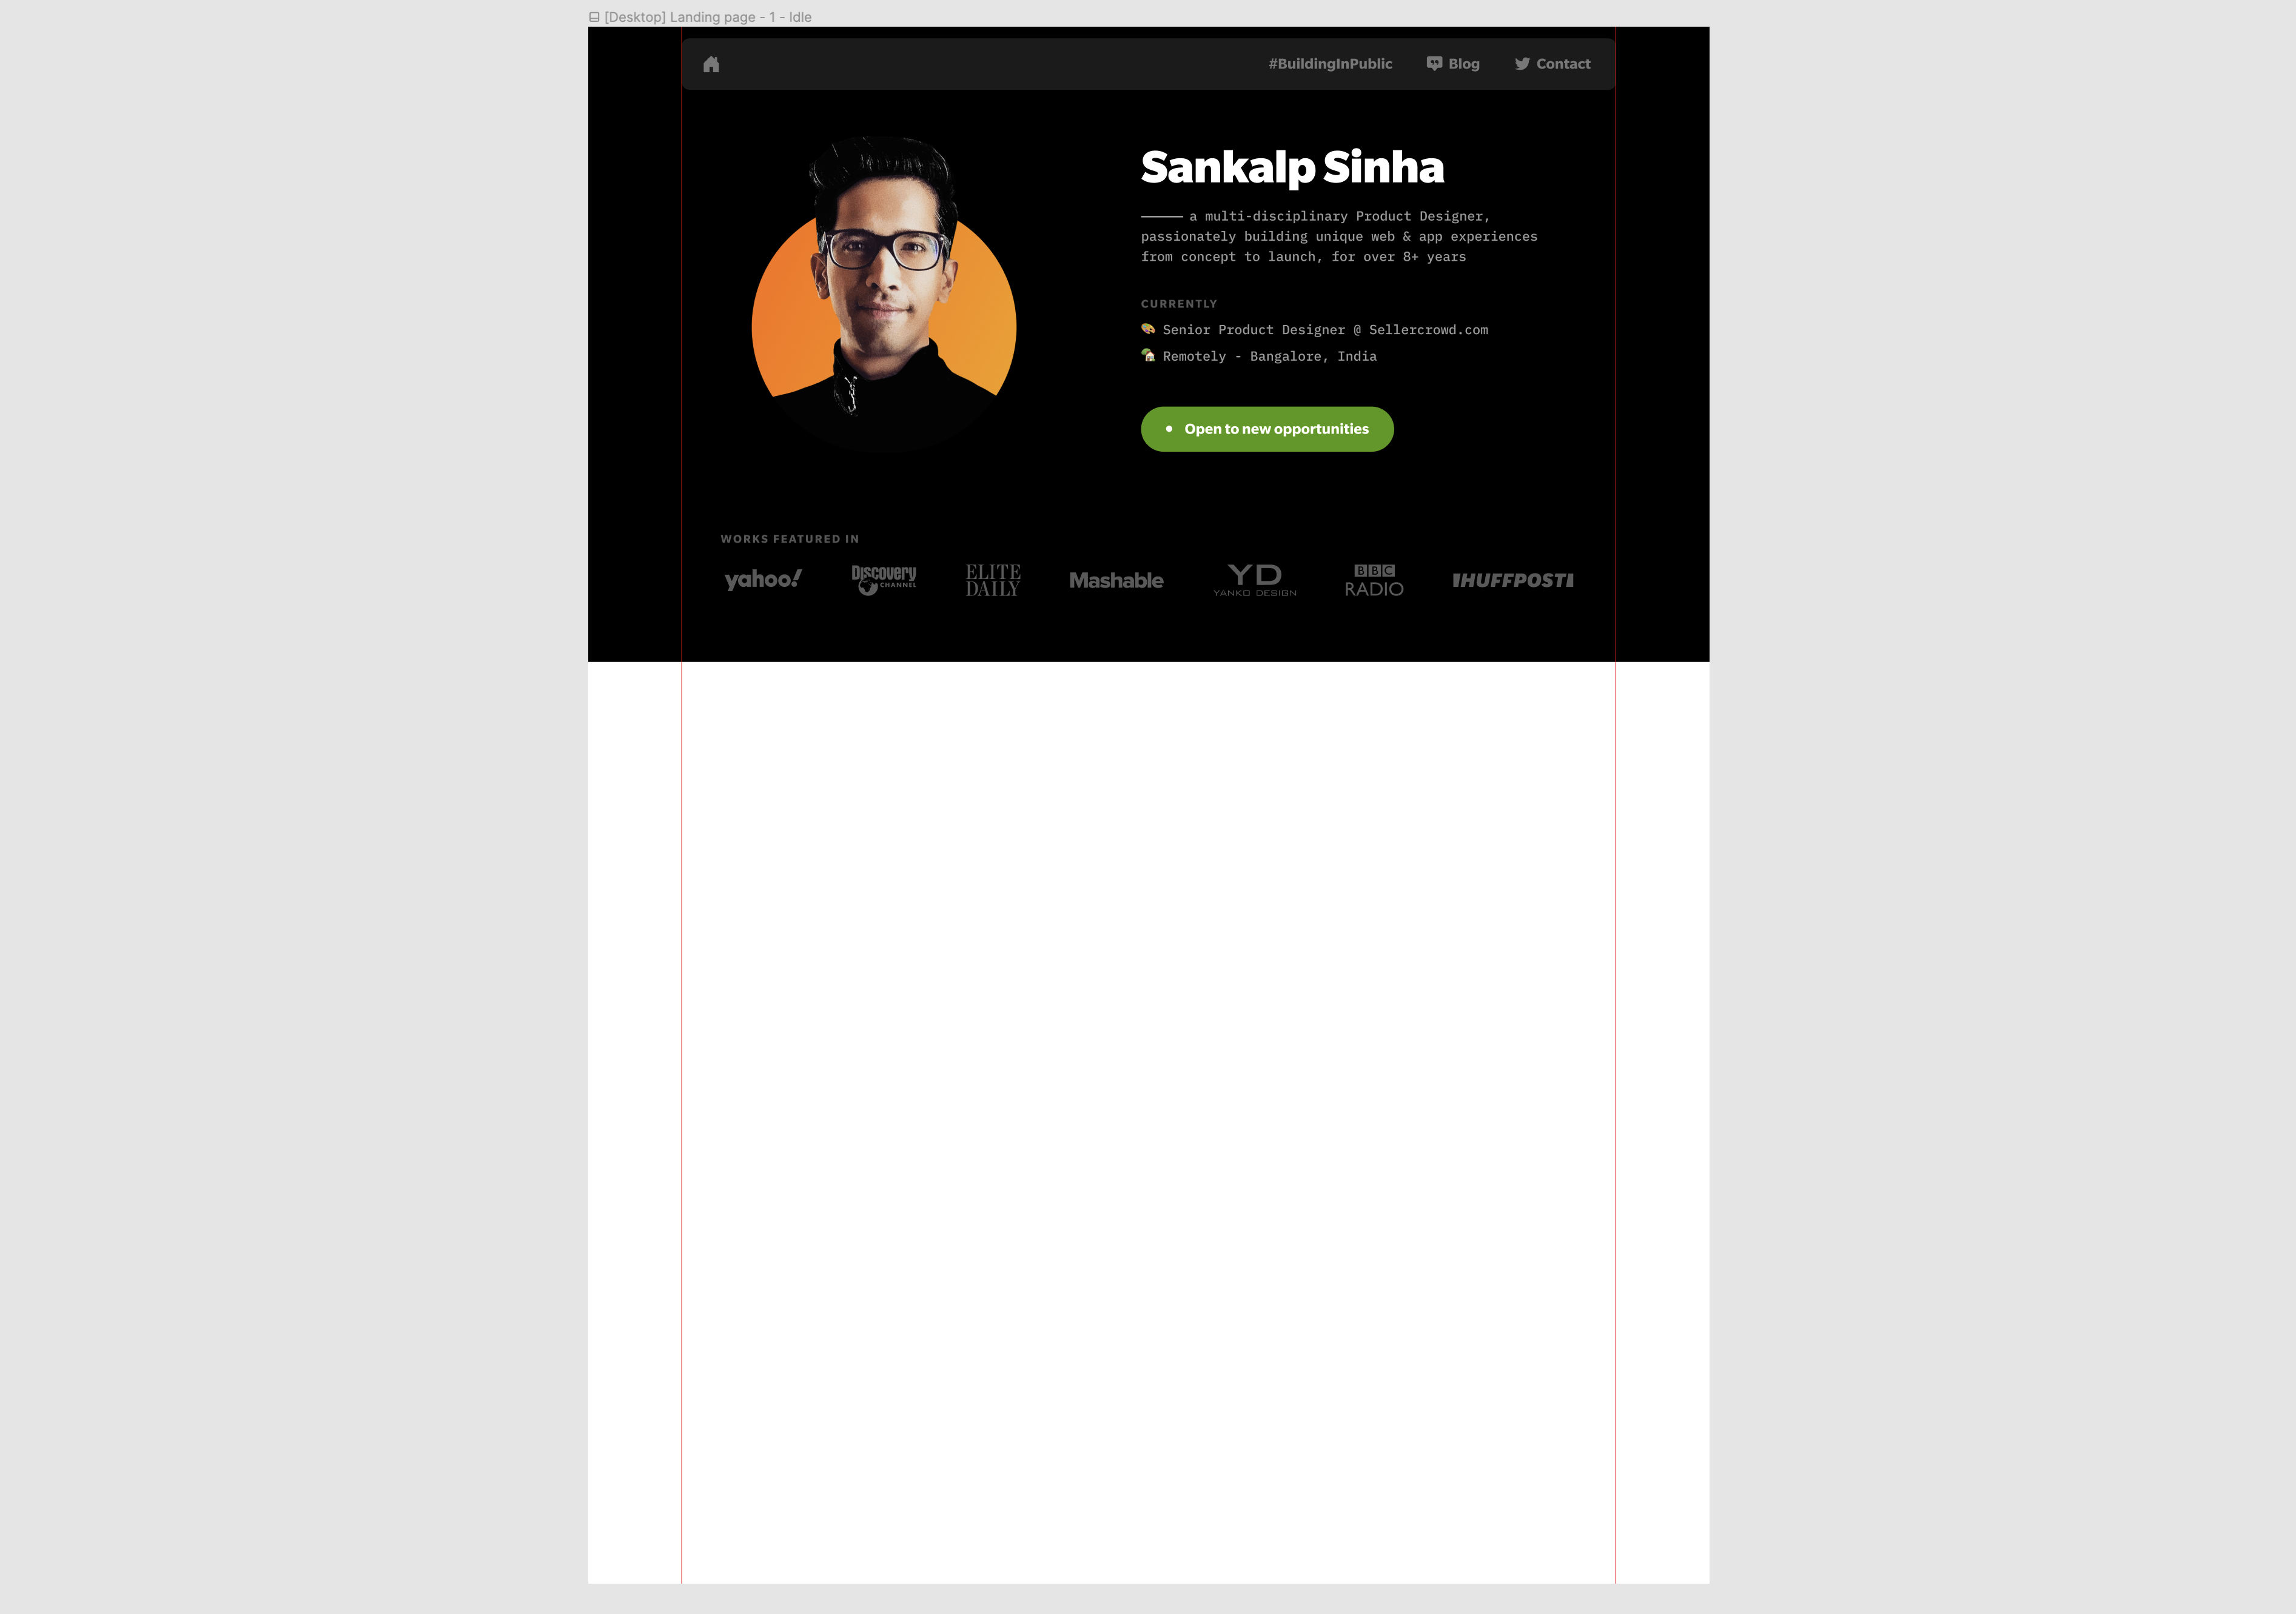 [Desktop] Landing page - 1 - Idle
#BuildingInPublic
Blog
Contact
Sankalp Sinha
a multi-disciplinary Product Designer,
passionately building unique web & app experiences
from concept to launch, for over 8+ years
CURRENTLY
Senior Product Designer @ Sellercrowd.com
Remotely - Bangalore, India
Open to new opportunities
WORKS FEATURED IN
yahoo!
Discovery
CHANNEL
ELITE
DAILY
Mashable
YD
YANKO DESIGN
BBC
RADIO
HUFFPOST